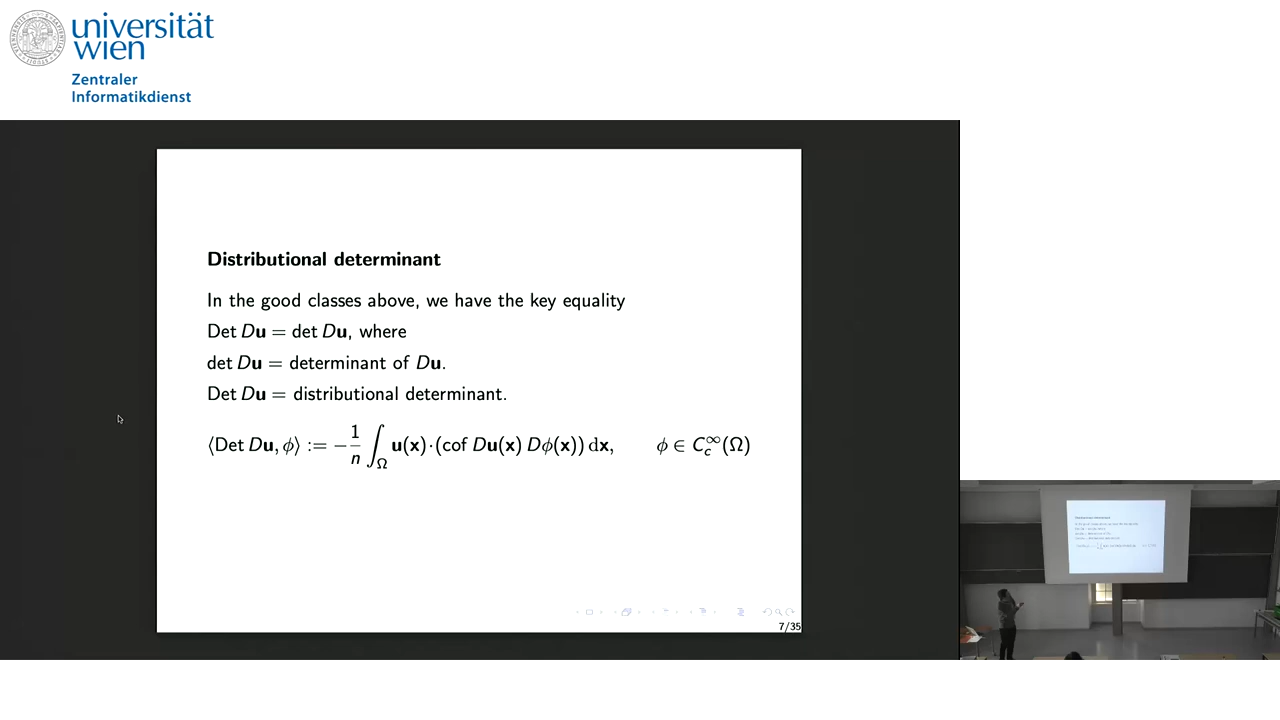 universität
wien
Zentraler
Informatikdienst
Distributional determinant
In the good classes above, we have the key equality
Det Du = det Du, where
det Du = determinant of Du.
Det Du = distributional determinant.
⟨Det Du, ϕ⟩ := −1/n ∫_Ω u(x)·(cof Du(x) Dϕ(x)) dx, ϕ ∈ C_c^∞(Ω)
7/35